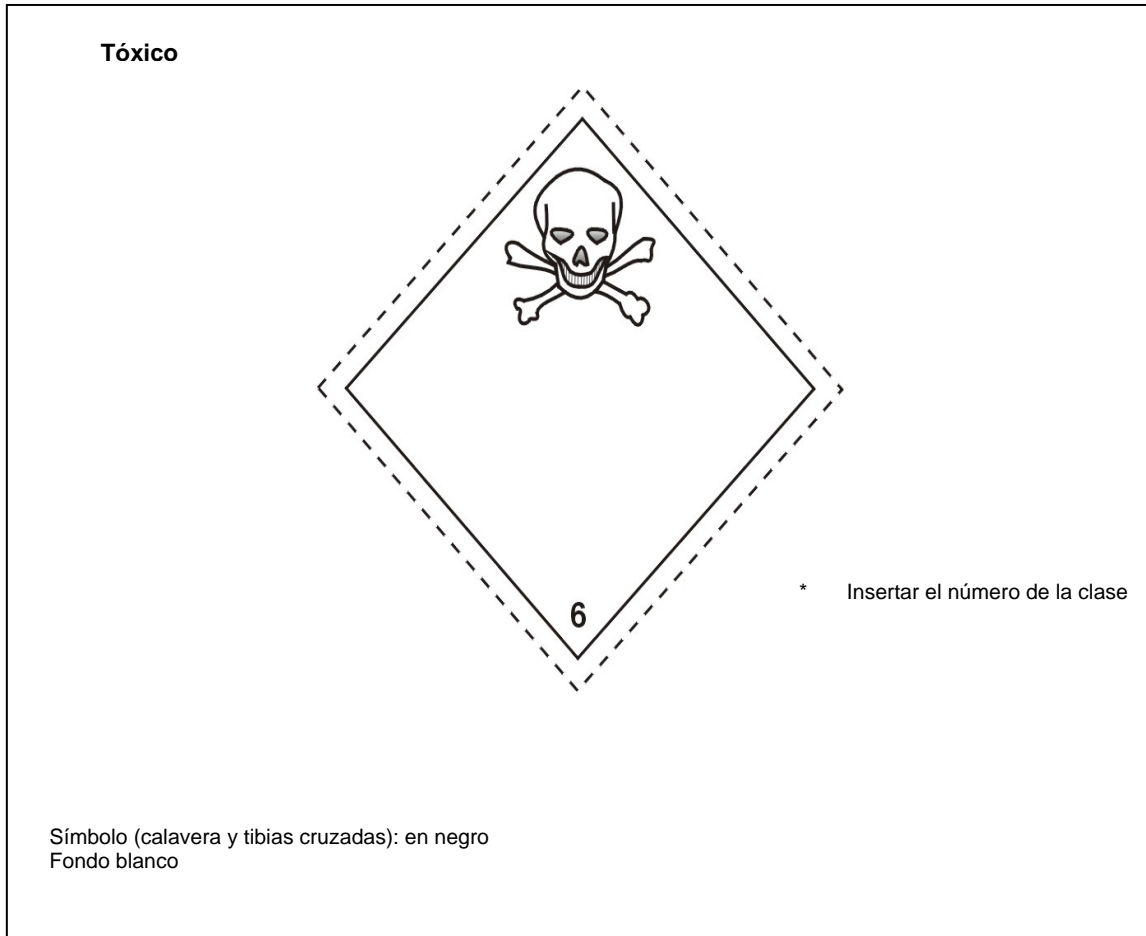 Tóxico
* Insertar el número de la clase
6
Símbolo (calavera y tibias cruzadas): en negro
Fondo blanco